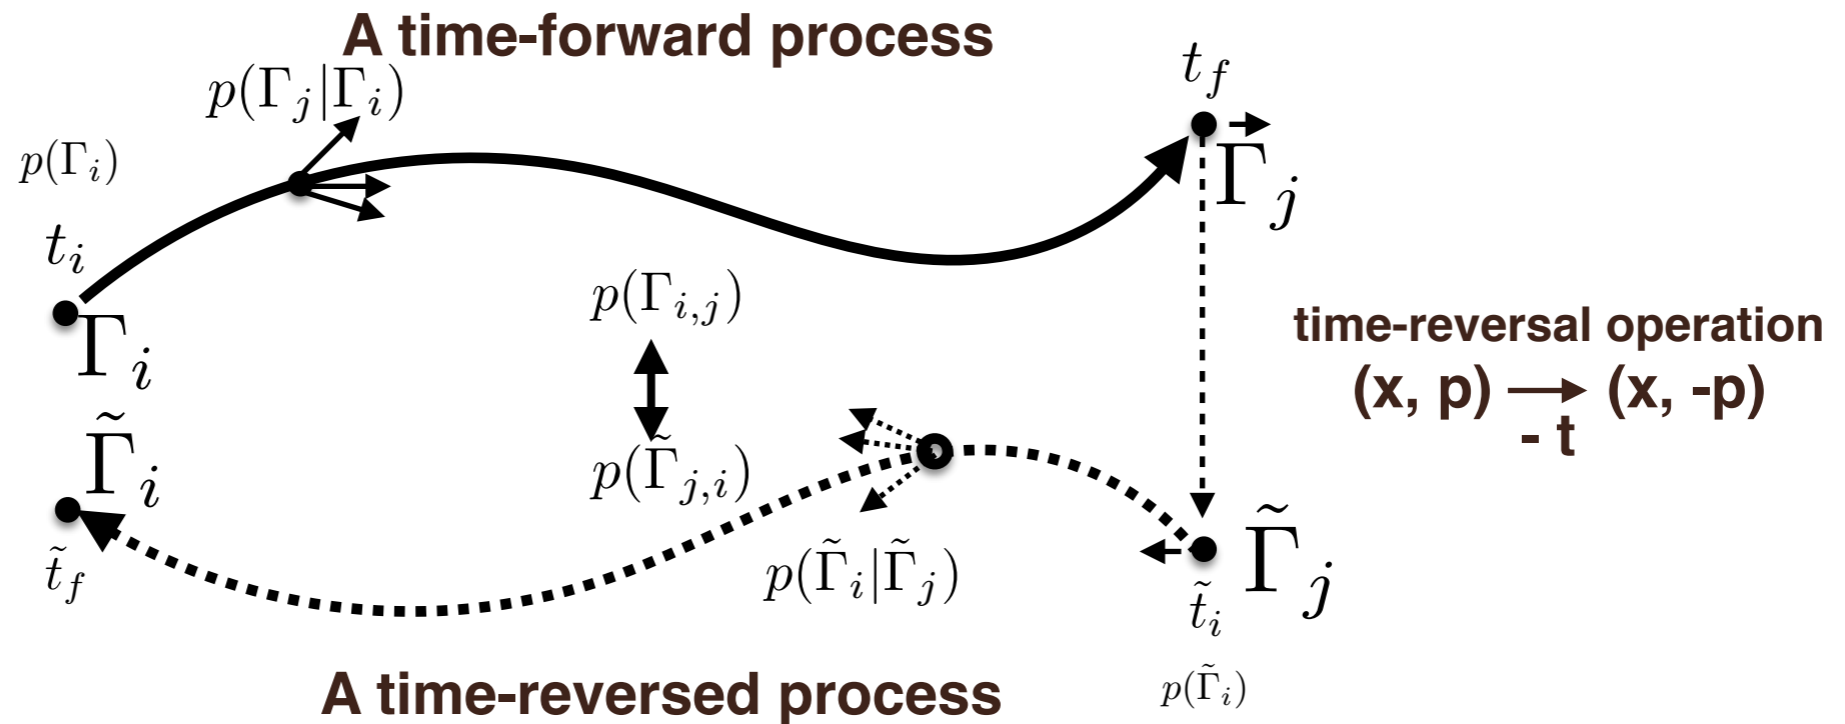 A time-forward process
p(Γ_j|Γ_i)
t_f
p(Γ_i)
Γ_j
t_i
Γ_i
p(Γ_{i,j})
time-reversal operation
(x, p) ⟶ (x, -p)
- t
Γ̃_i
p(Γ̃_{j,i})
t̃_f
p(Γ̃_i|Γ̃_j)
Γ̃_j
t̃_i
A time-reversed process
p(Γ̃_i)